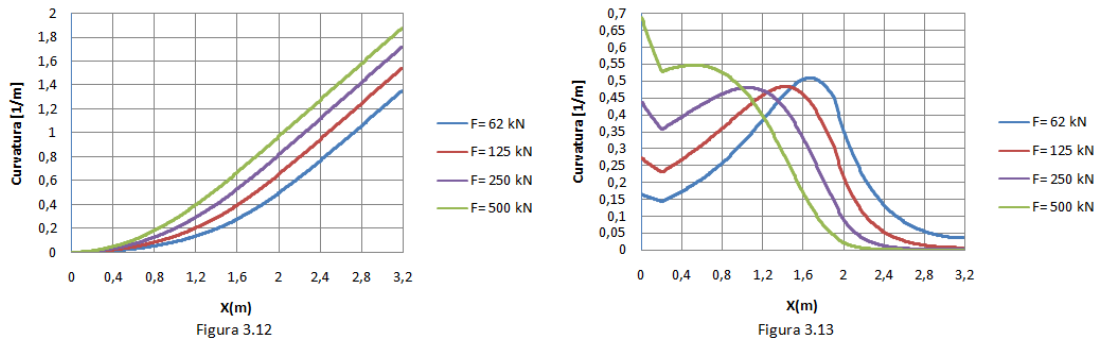 2
1,8
1,6
1,4
1,2
1
0,8
0,6
0,4
0,2
0
Curvatura [1/m]
0 0,4 0,8 1,2 1,6 2 2,4 2,8 3,2
X(m)
F= 62 kN
F= 125 kN
F= 250 kN
F= 500 kN
Figura 3.12
0,7
0,65
0,6
0,55
0,5
0,45
0,4
0,35
0,3
0,25
0,2
0,15
0,1
0,05
0
Curvatura [1/m]
0 0,4 0,8 1,2 1,6 2 2,4 2,8 3,2
X(m)
F= 62 kN
F= 125 kN
F= 250 kN
F= 500 kN
Figura 3.13